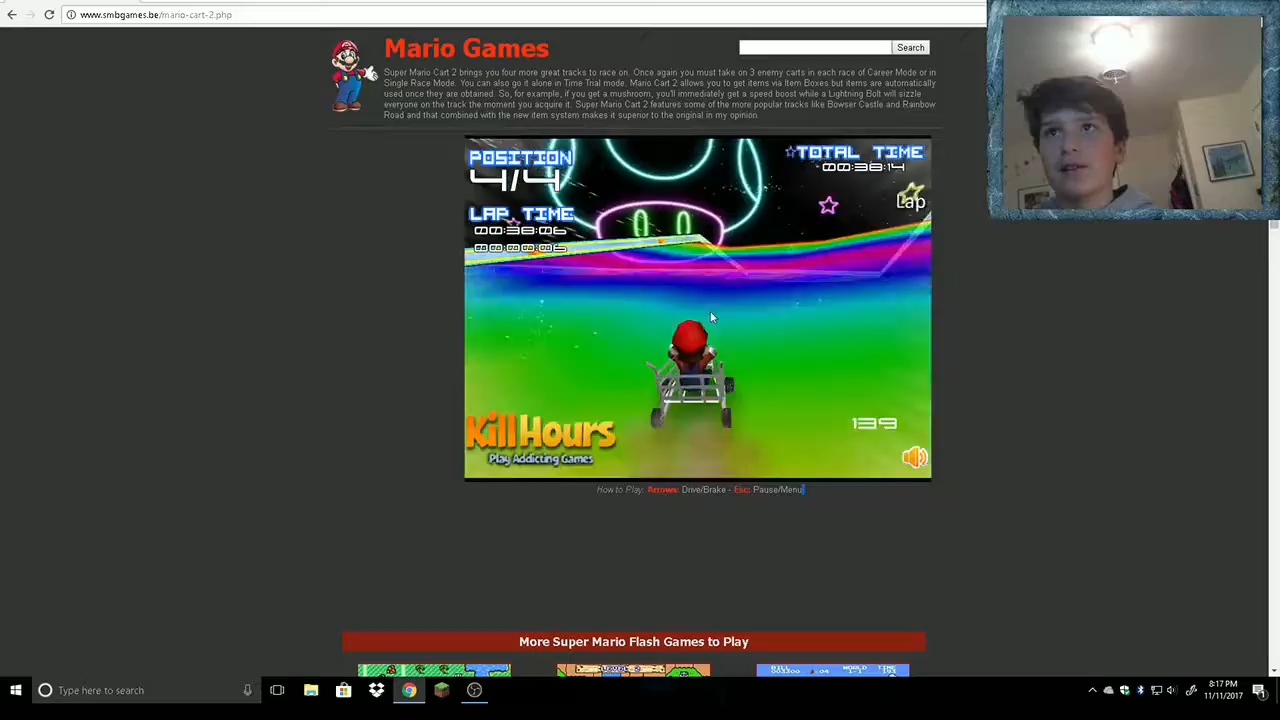 www.smbgames.be/mario-cart-2.php
Mario Games
Search
Super Mario Cart 2 brings you four more great tracks to race on. Once again you must take on 3 enemy carts in each race of Career Mode or in
Single Race Mode. You can also go it alone in Time Trial mode. Mario Cart 2 allows you to get items via Item Boxes but items are automatically
used once they are obtained. So, for example, if you get a mushroom, you'll immediately get a speed boost while a Lightning Bolt will sizzle
everyone on the track the moment you acquire it. Super Mario Cart 2 features some of the more popular tracks like Bowser Castle and Rainbow
Road and that combined with the new item system makes it superior to the original in my opinion.
POSITION
4/4
TOTAL TIME
00:38:14
Lap
LAP TIME
00:38:06
00:00:05
KillHours
Play Addicting Games
139
How to Play: Arrows: Drive/Brake - Esc: Pause/Menu
More Super Mario Flash Games to Play
WORLD
TIME
1-1
Type here to search
8:17 PM
11/11/2017